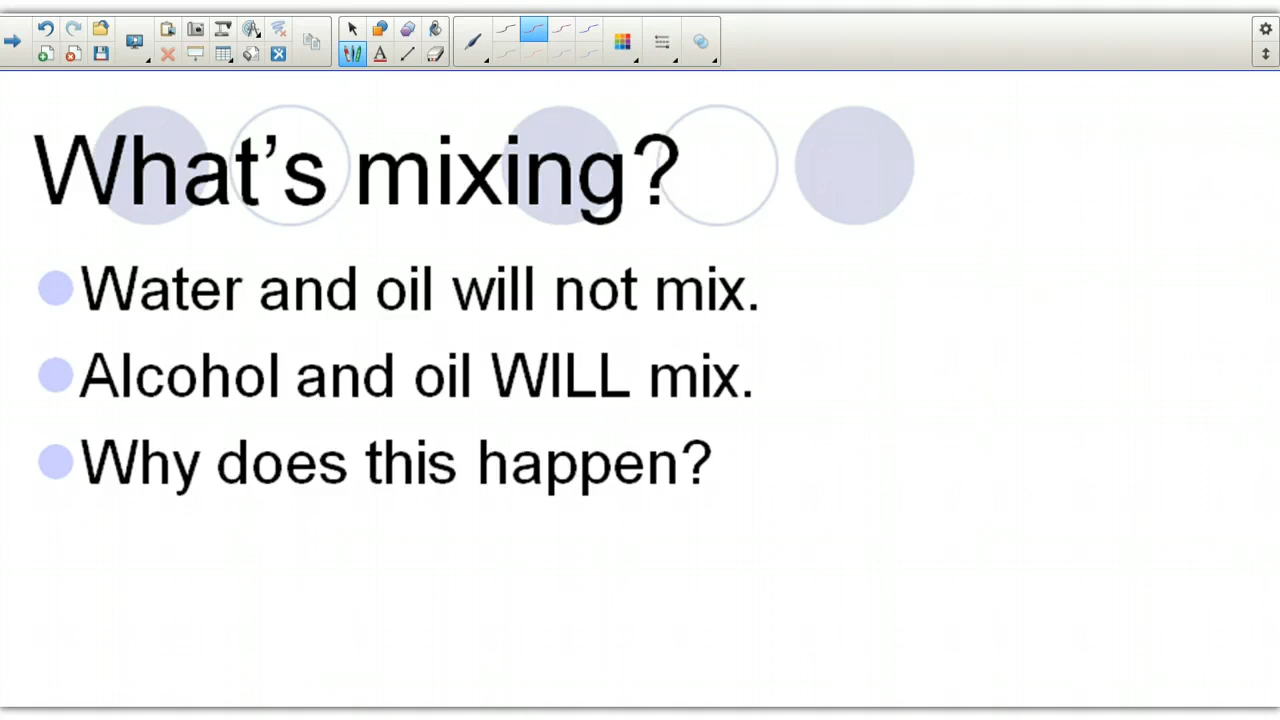 What’s mixing?
Water and oil will not mix.
Alcohol and oil WILL mix.
Why does this happen?